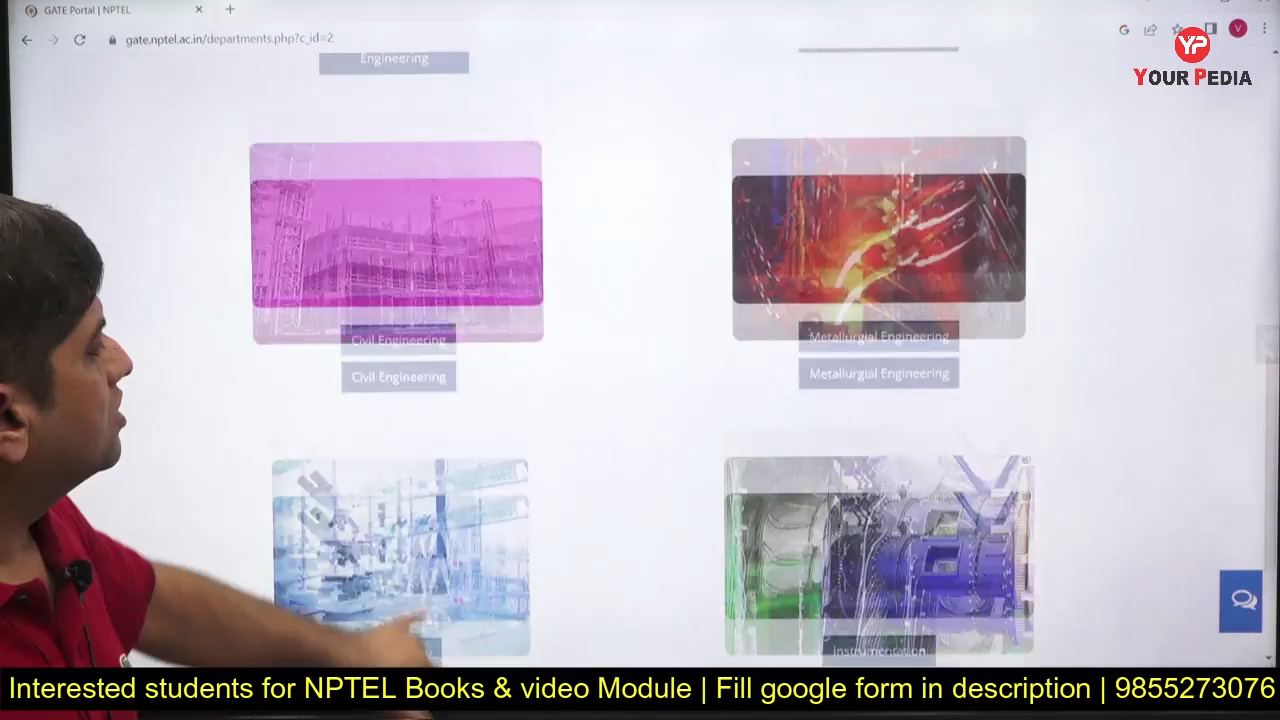 GATE Portal | NPTEL
gate.nptel.ac.in/departments.php?c_id=2
V
YP
YOUR PEDIA
Engineering
Civil Engineering
Metallurgial Engineering
Civil Engineering
Metallurgial Engineering
Instrumentation
Interested students for NPTEL Books & video Module | Fill google form in description | 9855273076